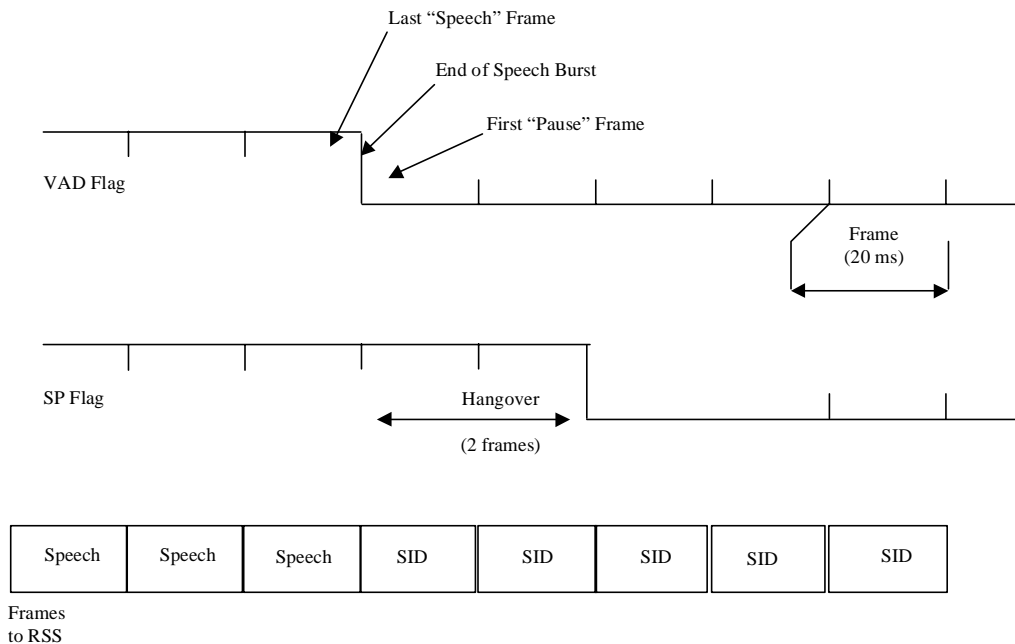 Last “Speech” Frame
End of Speech Burst
First “Pause” Frame
VAD Flag
Frame
(20 ms)
SP Flag
Hangover
(2 frames)
Speech
Speech
Speech
SID
SID
SID
SID
SID
Frames
to RSS